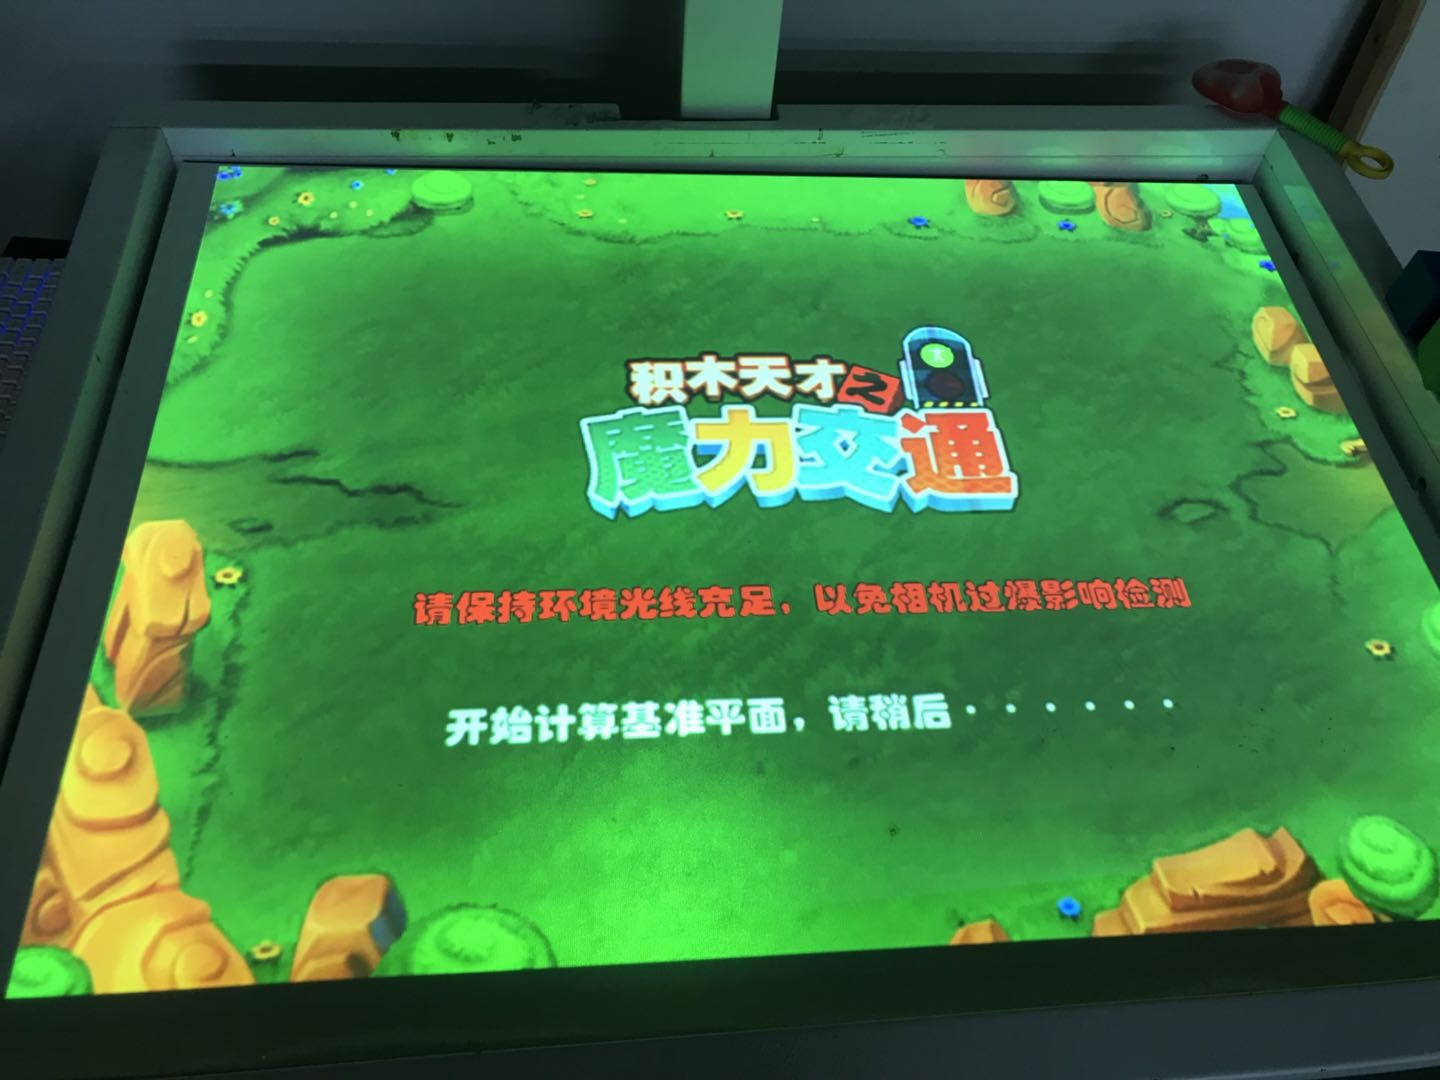 积木天才之
魔力交通
请保持环境光线充足，以免相机过爆影响检测
开始计算基准平面，请稍后·······